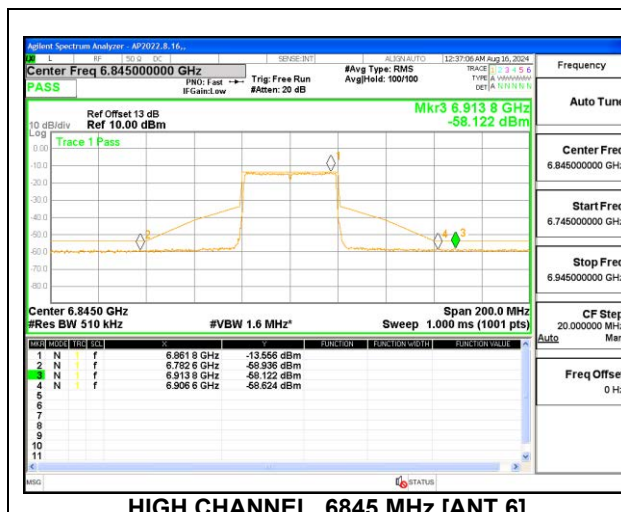 Agilent Spectrum Analyzer - AP2022.8.16,,
L RF 50 Ω DC SENSE:INT ALIGN AUTO 12:37:06 AM Aug 16, 2024
Center Freq 6.845000000 GHz
PASS
PNO: Fast
IFGain:Low
Trig: Free Run
#Atten: 20 dB
#Avg Type: RMS
Avg|Hold: 100/100
TRACE 1 2 3 4 5 6
TYPE A
DET A N N N N N
Ref Offset 13 dB
10 dB/div Ref 10.00 dBm
Mkr3 6.913 8 GHz
-58.122 dBm
Log
Trace 1 Pass
0.00
-10.0
-20.0
-30.0
-40.0
-50.0
-60.0
-70.0
-80.0
1
2
4
3
Center 6.8450 GHz Span 200.0 MHz
#Res BW 510 kHz #VBW 1.6 MHz* Sweep 1.000 ms (1001 pts)
MKR MODE TRC SCL X Y FUNCTION FUNCTION WIDTH FUNCTION VALUE
1 N 1 f 6.861 8 GHz -13.556 dBm
2 N 1 f 6.782 6 GHz -58.936 dBm
3 N 1 f 6.913 8 GHz -58.122 dBm
4 N 1 f 6.906 6 GHz -58.624 dBm
5
6
7
8
9
10
11
MSG STATUS
Frequency
Auto Tune
Center Freq
6.845000000 GHz
Start Freq
6.745000000 GHz
Stop Freq
6.945000000 GHz
CF Step
20.000000 MHz
Auto Man
Freq Offset
0 Hz
HIGH CHANNEL, 6845 MHz [ANT 6]